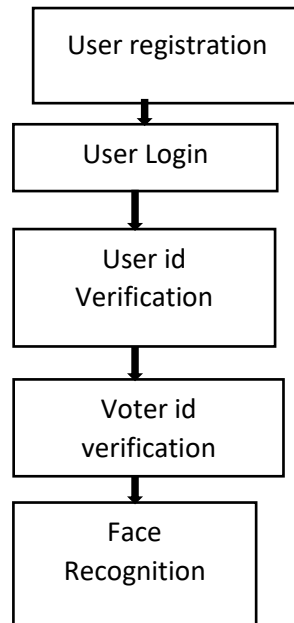 User registration
User Login
User id
Verification
Voter id
verification
Face
Recognition